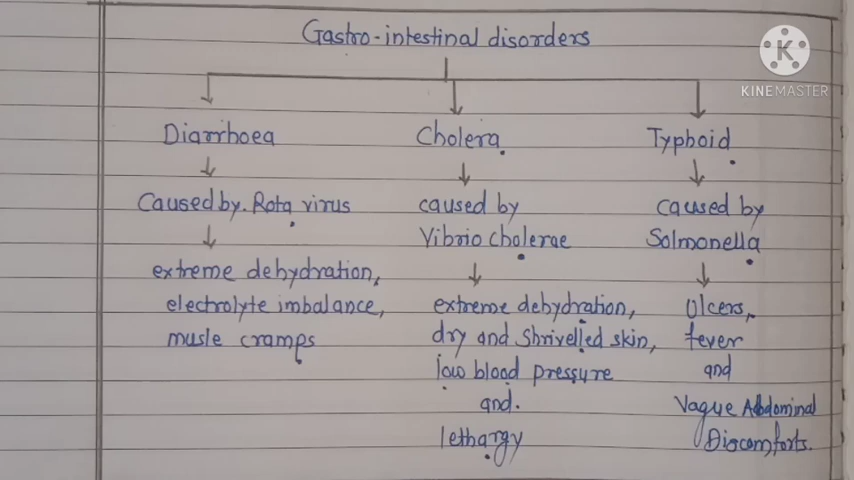 Gastro-intestinal disorders
KINEMASTER
Diarrhoea
Cholera
Typhoid
Caused by. Rota virus
caused by
Vibrio cholerae
caused by
Solmonella
extreme dehydration,
electrolyte imbalance,
musle cramps
extreme dehydration,
dry and Shrivelled skin,
low blood pressure
and.
lethargy
Ulcers,
fever
and
Vague Abdominal
Discomforts.